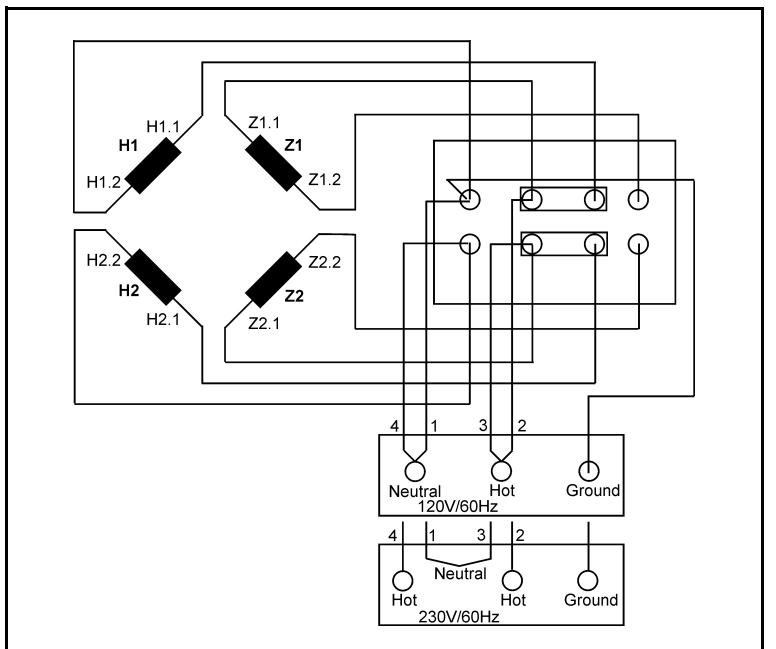 H1.1
H1
H1.2
Z1.1
Z1
Z1.2
H2.2
H2
H2.1
Z2.2
Z2
Z2.1
4 1 3 2
Neutral Hot Ground
120V/60Hz
4 1 3 2
Neutral
Hot Hot Ground
230V/60Hz